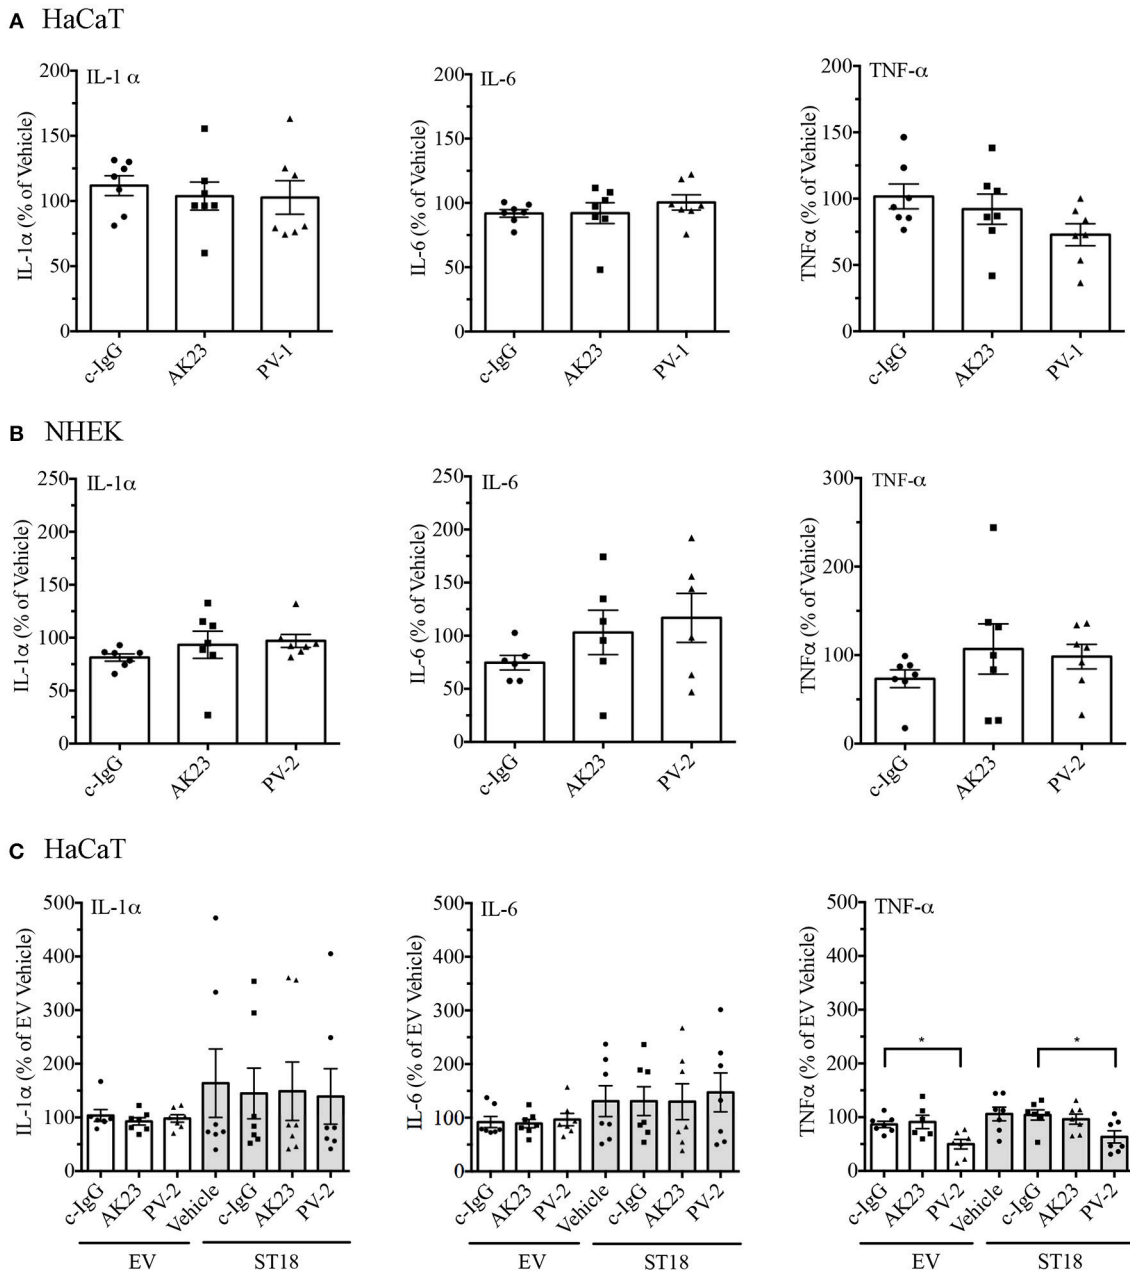 A HaCaT
IL-1 α
IL-1α (% of Vehicle)
200
150
100
50
0
c-IgG AK23 PV-1
IL-6
IL-6 (% of Vehicle)
200
150
100
50
0
c-IgG AK23 PV-1
TNF-α
TNFα (% of Vehicle)
200
150
100
50
0
c-IgG AK23 PV-1
B NHEK
IL-1α
IL-1α (% of Vehicle)
250
200
150
100
50
0
c-IgG AK23 PV-2
IL-6
IL-6 (% of Vehicle)
250
200
150
100
50
0
c-IgG AK23 PV-2
TNF-α
TNFα (% of Vehicle)
300
200
100
0
c-IgG AK23 PV-2
C HaCaT
IL-1α
IL-1α (% of EV Vehicle)
500
400
300
200
100
0
c-IgG AK23 PV-2 Vehicle c-IgG AK23 PV-2
EV ST18
IL-6
IL-6 (% of EV Vehicle)
500
400
300
200
100
0
c-IgG AK23 PV-2 Vehicle c-IgG AK23 PV-2
EV ST18
TNF-α
TNFα (% of EV Vehicle)
500
400
300
200
100
0
* *
c-IgG AK23 PV-2 Vehicle c-IgG AK23 PV-2
EV ST18